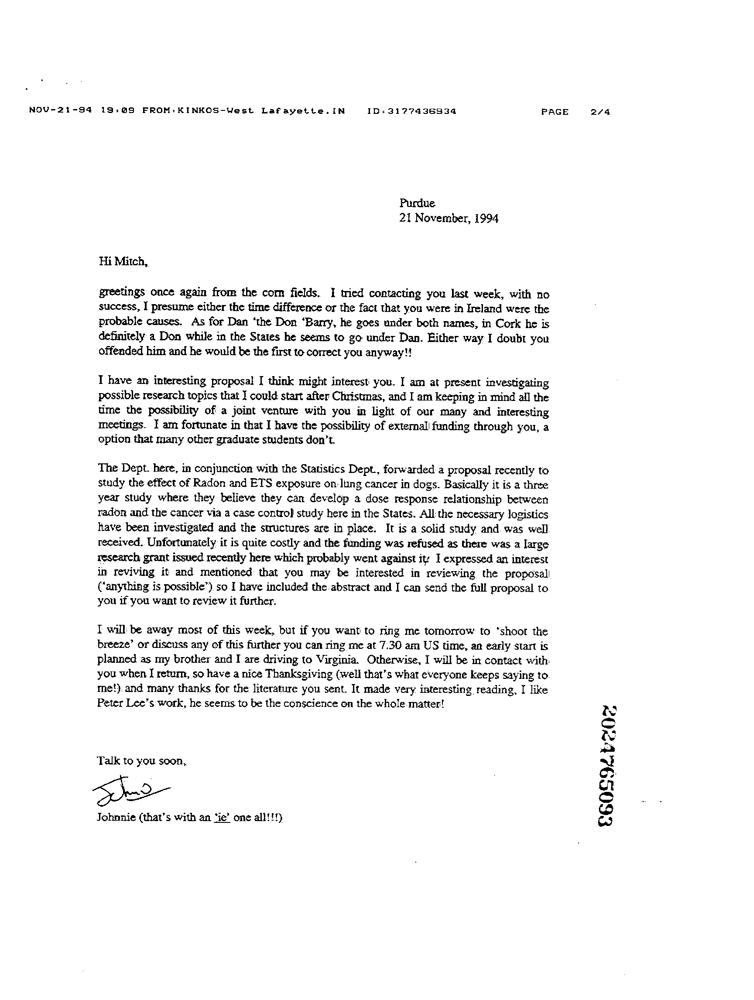 NOV-21-94 19.09 FROM.KINKOS-West Lafayette.IN ID.3177436934 PAGE 2/4
Purdue
21 November, 1994
Hi Mitch,
greetings once again from the corn fields. I tried contacting you last week, with no
success, I presume either the time difference or the fact that you were in Ireland were the
probable causes. As for Dan 'the Don 'Barry, he goes under both names, in Cork he is
definitely a Don while in the States he seems to go under Dan. Either way I doubt you
offended him and he would be the first to correct you anyway!!
I have an interesting proposal I think might interest you. I am at present investigating
possible research topics that I could start after Christmas, and I am keeping in mind all the
time the possibility of a joint venture with you in light of our many and interesting
meetings. I am fortunate in that I have the possibility of external funding through you, a
option that many other graduate students don't.
The Dept. here, in conjunction with the Statistics Dept., forwarded a proposal recently to
study the effect of Radon and ETS exposure on lung cancer in dogs. Basically it is a three
year study where they believe they can develop a dose response relationship between
radon and the cancer via a case control study here in the States. All the necessary logistics
have been investigated and the structures are in place. It is a solid study and was well
received. Unfortunately it is quite costly and the funding was refused as there was a large
research grant issued recently here which probably went against it. I expressed an interest
in reviving it and mentioned that you may be interested in reviewing the proposal
('anything is possible') so I have included the abstract and I can send the full proposal to
you if you want to review it further.
I will be away most of this week, but if you want to ring me tomorrow to 'shoot the
breeze' or discuss any of this further you can ring me at 7.30 am US time, an early start is
planned as my brother and I are driving to Virginia. Otherwise, I will be in contact with
you when I return, so have a nice Thanksgiving (well that's what everyone keeps saying to
me!) and many thanks for the literature you sent. It made very interesting reading, I like
Peter Lee's work, he seems to be the conscience on the whole matter!
Talk to you soon,
Johnnie (that's with an 'ie' one all!!!)
2024765093